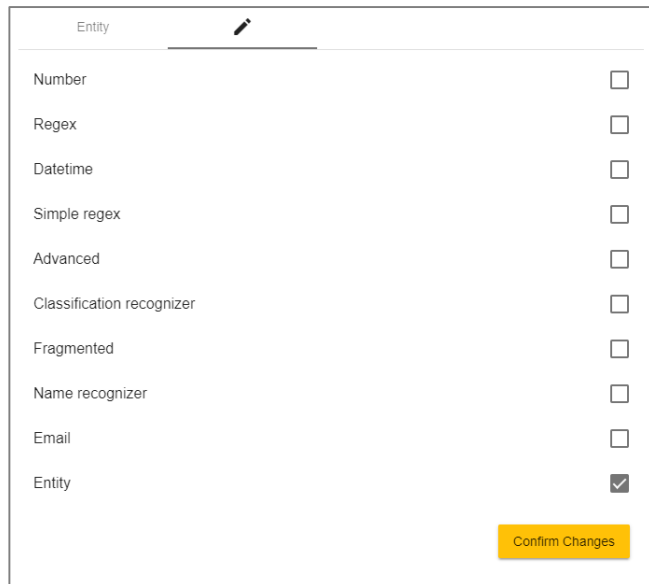 Entity
Number
Regex
Datetime
Simple regex
Advanced
Classification recognizer
Fragmented
Name recognizer
Email
Entity
Confirm Changes